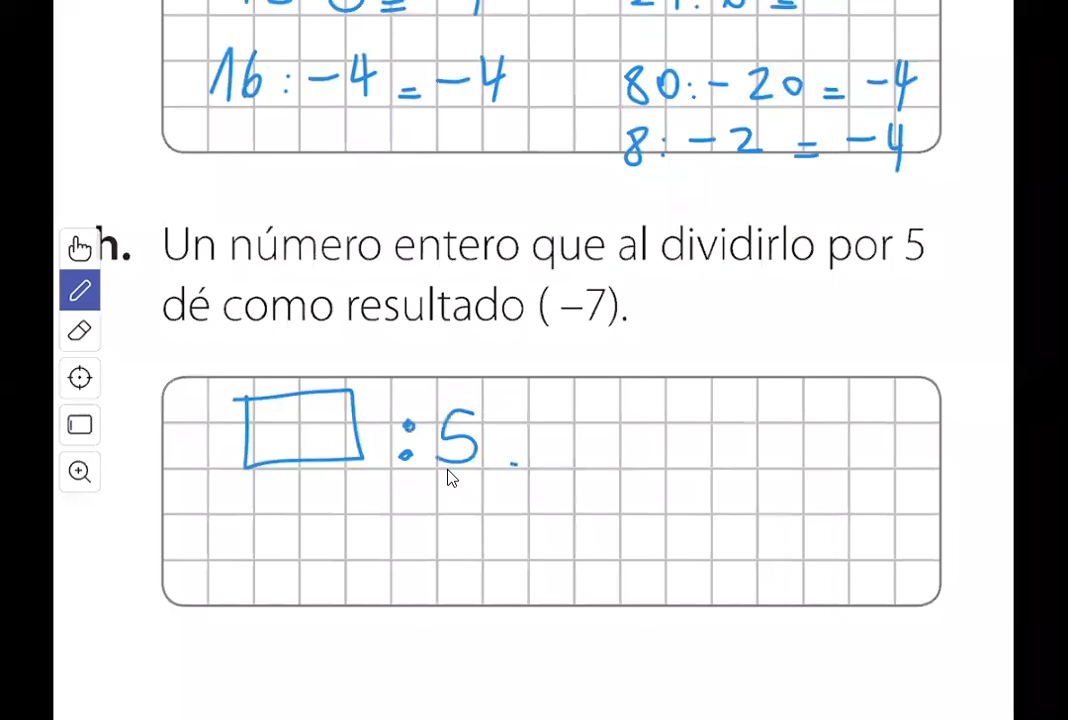 16 : -4 = -4
80 : -20 = -4
8 : -2 = -4
h. Un número entero que al dividirlo por 5
dé como resultado ( –7).
: 5